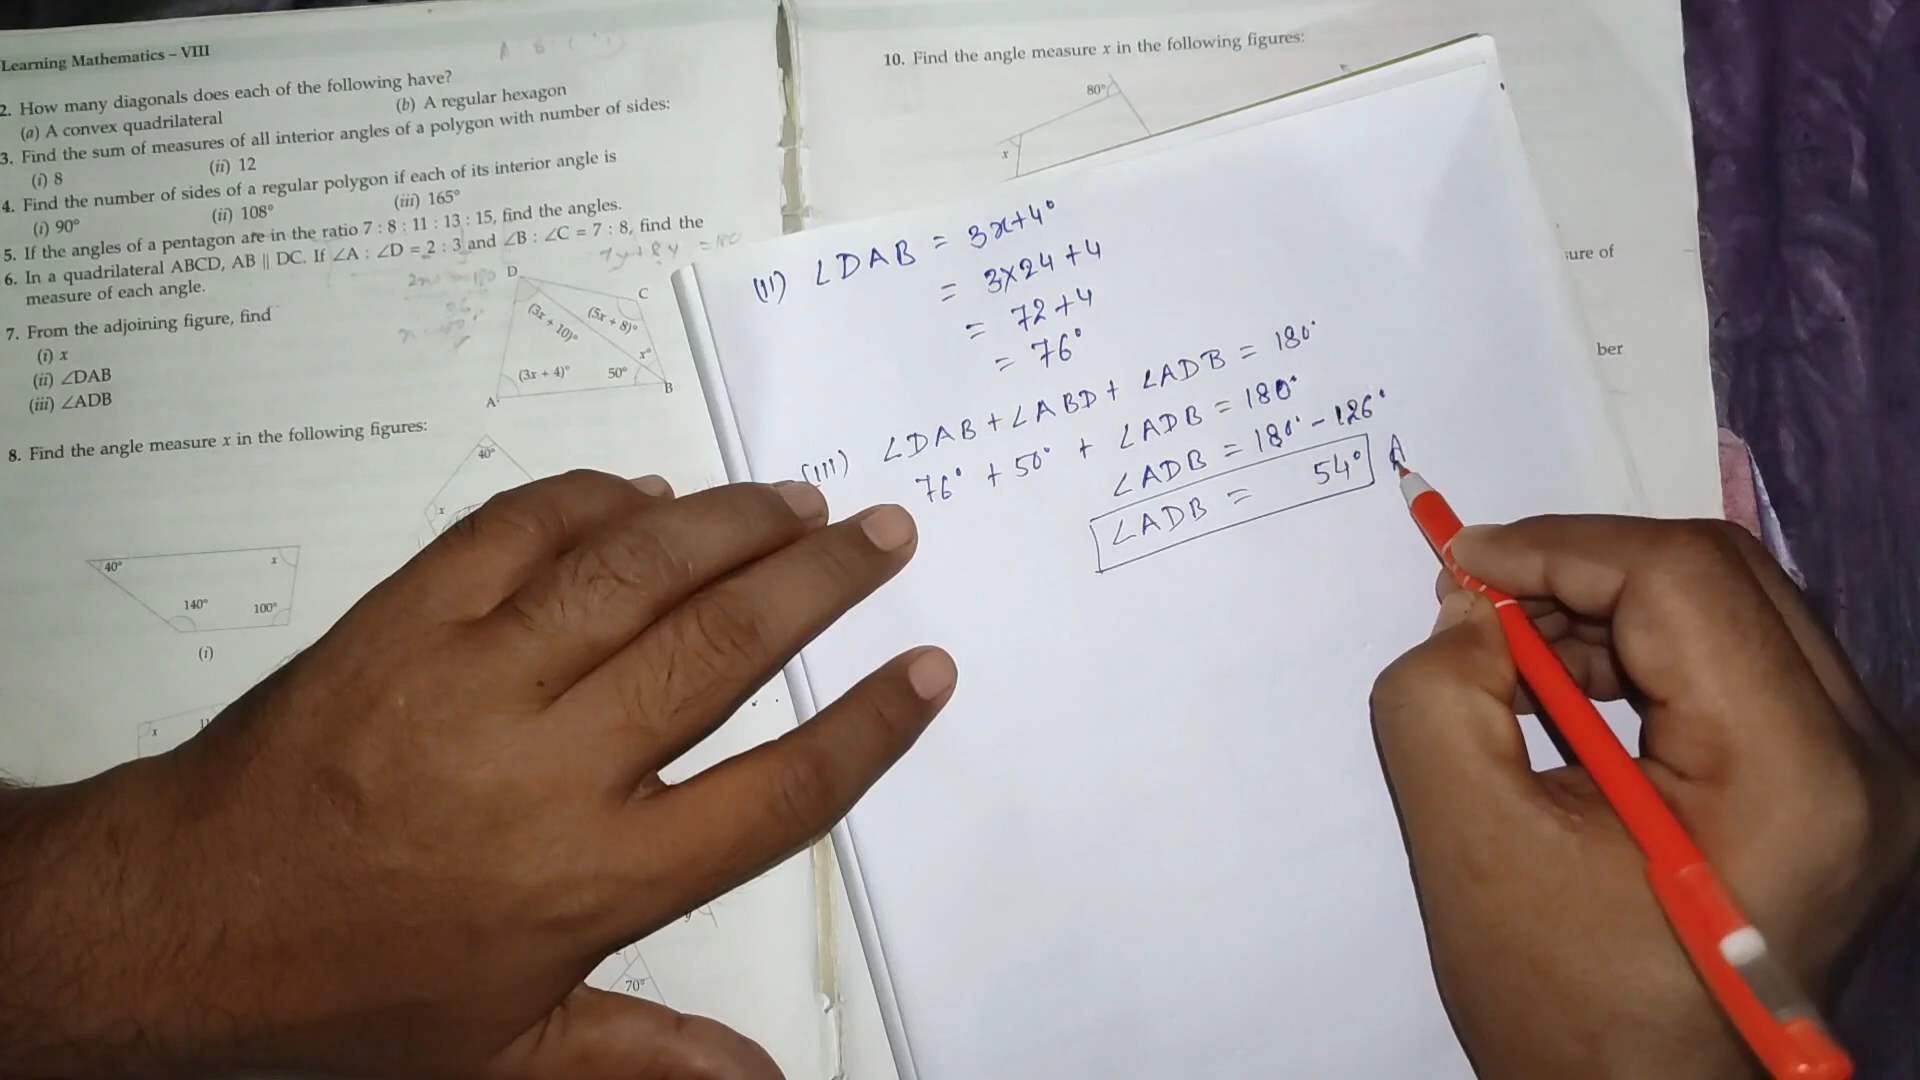 Learning Mathematics – VIII
2. How many diagonals does each of the following have?
(a) A convex quadrilateral (b) A regular hexagon
3. Find the sum of measures of all interior angles of a polygon with number of sides:
(i) 8 (ii) 12
4. Find the number of sides of a regular polygon if each of its interior angle is
(i) 90° (ii) 108° (iii) 165°
5. If the angles of a pentagon are in the ratio 7 : 8 : 11 : 13 : 15, find the angles.
6. In a quadrilateral ABCD, AB || DC. If ∠A : ∠D = 2 : 3 and ∠B : ∠C = 7 : 8, find the
measure of each angle.
7. From the adjoining figure, find
(i) x
(ii) ∠DAB
(iii) ∠ADB
D
C
(3x + 10)°
(5x + 8)°
x°
(3x + 4)°
50°
A
B
8. Find the angle measure x in the following figures:
40°
x
40°
x
140°
100°
(i)
x
11
y
70°
10. Find the angle measure x in the following figures:
80°
x
sure of
ber
(ii) ∠DAB = 3x+4°
= 3×24+4
= 72+4
= 76°
(iii) ∠DAB + ∠ABD + ∠ADB = 180°
76° + 50° + ∠ADB = 180°
∠ADB = 180° - 126°
∠ADB = 54° A